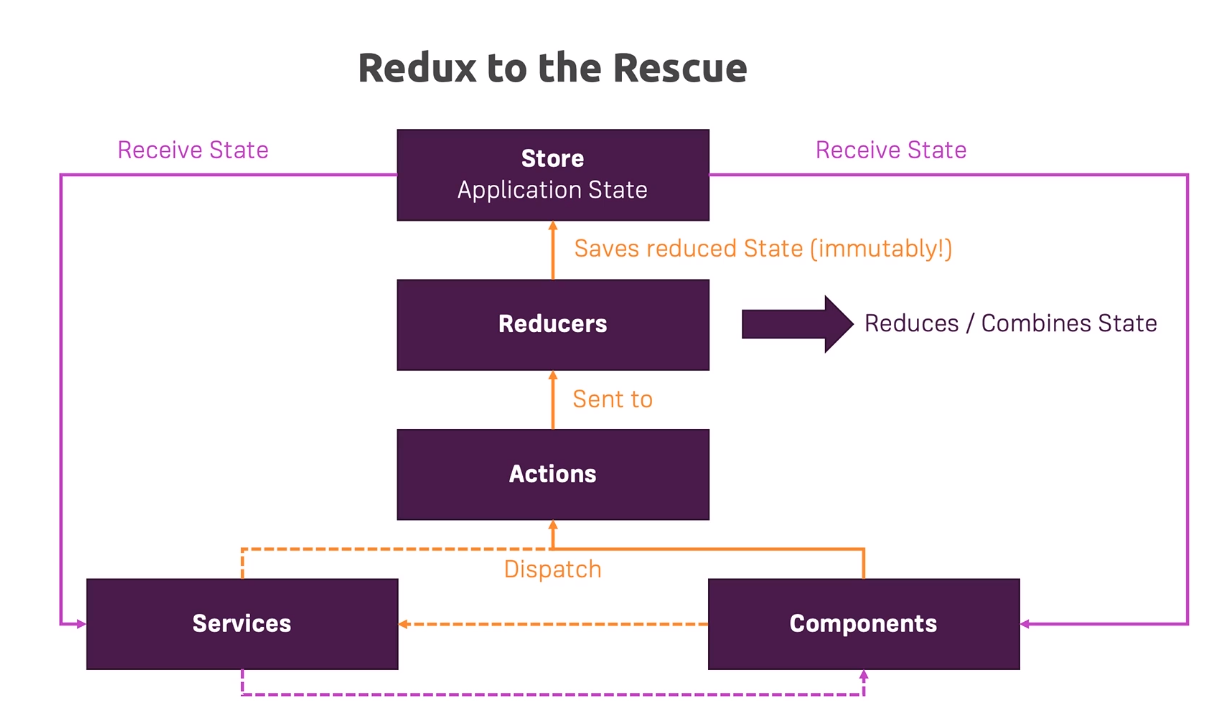 Redux to the Rescue
Receive State
Store
Application State
Receive State
Saves reduced State (immutably!)
Reducers
Reduces / Combines State
Sent to
Actions
Dispatch
Services
Components